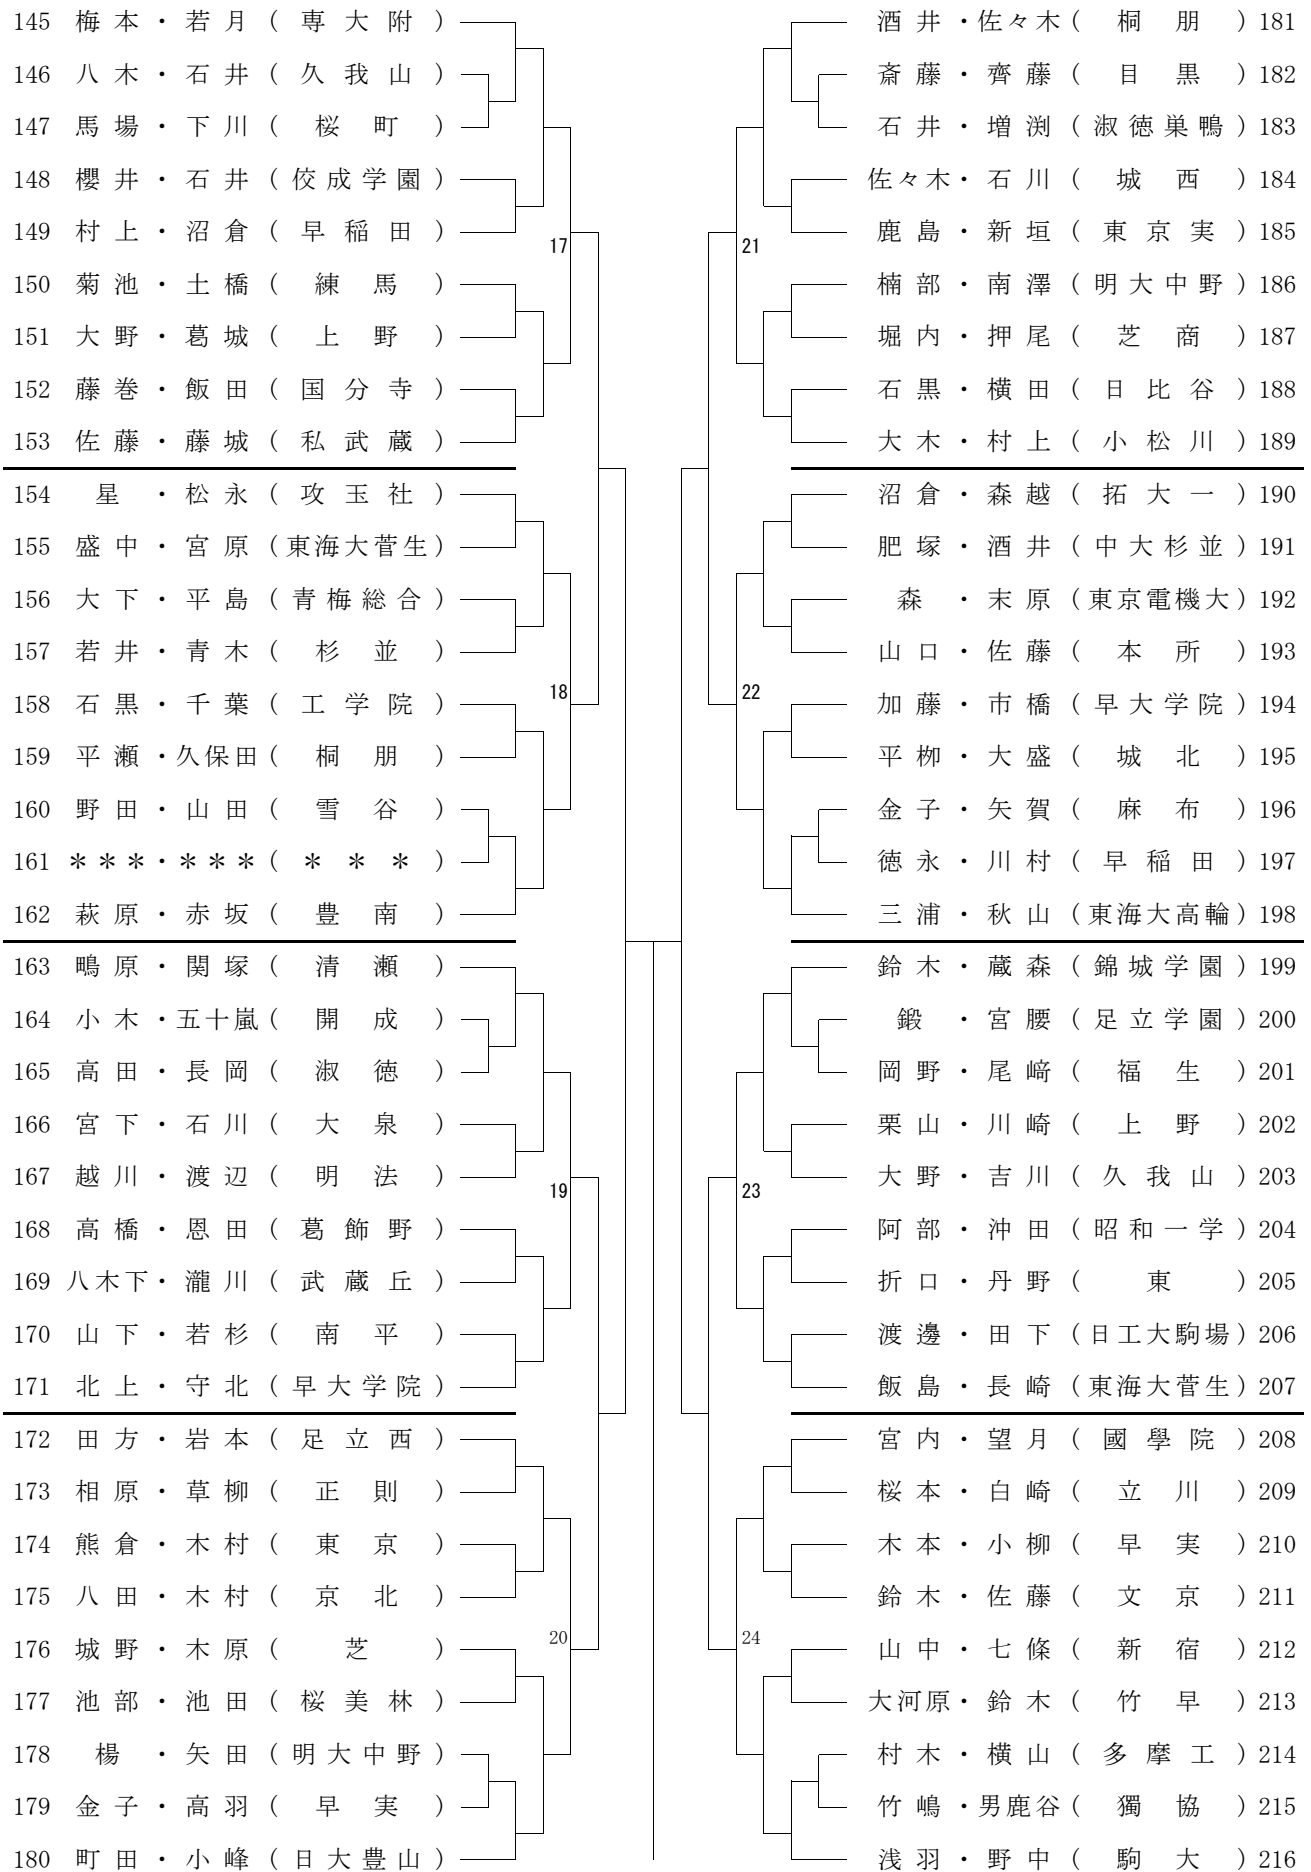 145 梅本・若月（専大附）
146 八木・石井（久我山）
147 馬場・下川（桜町）
148 櫻井・石井（佼成学園）
149 村上・沼倉（早稲田）
17
150 菊池・土橋（練馬）
151 大野・葛城（上野）
152 藤巻・飯田（国分寺）
153 佐藤・藤城（私武蔵）
154 星・松永（攻玉社）
155 盛中・宮原（東海大菅生）
156 大下・平島（青梅総合）
157 若井・青木（杉並）
18
158 石黒・千葉（工学院）
159 平瀬・久保田（桐朋）
160 野田・山田（雪谷）
161 ＊＊＊・＊＊＊（＊＊＊）
162 萩原・赤坂（豊南）
163 鴫原・関塚（清瀬）
164 小木・五十嵐（開成）
165 高田・長岡（淑徳）
166 宮下・石川（大泉）
167 越川・渡辺（明法）
19
168 高橋・恩田（葛飾野）
169 八木下・瀧川（武蔵丘）
170 山下・若杉（南平）
171 北上・守北（早大学院）
172 田方・岩本（足立西）
173 相原・草柳（正則）
174 熊倉・木村（東京）
175 八田・木村（京北）
20
176 城野・木原（芝）
177 池部・池田（桜美林）
178 楊・矢田（明大中野）
179 金子・高羽（早実）
180 町田・小峰（日大豊山）
酒井・佐々木（桐朋）181
斎藤・齊藤（目黒）182
石井・増渕（淑徳巣鴨）183
佐々木・石川（城西）184
鹿島・新垣（東京実）185
21
楠部・南澤（明大中野）186
堀内・押尾（芝商）187
石黒・横田（日比谷）188
大木・村上（小松川）189
沼倉・森越（拓大一）190
肥塚・酒井（中大杉並）191
森・末原（東京電機大）192
山口・佐藤（本所）193
22
加藤・市橋（早大学院）194
平栁・大盛（城北）195
金子・矢賀（麻布）196
徳永・川村（早稲田）197
三浦・秋山（東海大高輪）198
鈴木・蔵森（錦城学園）199
鍛・宮腰（足立学園）200
岡野・尾﨑（福生）201
栗山・川崎（上野）202
大野・吉川（久我山）203
23
阿部・沖田（昭和一学）204
折口・丹野（東）205
渡邊・田下（日工大駒場）206
飯島・長崎（東海大菅生）207
宮内・望月（國學院）208
桜本・白崎（立川）209
木本・小柳（早実）210
鈴木・佐藤（文京）211
24
山中・七條（新宿）212
大河原・鈴木（竹早）213
村木・横山（多摩工）214
竹嶋・男鹿谷（獨協）215
浅羽・野中（駒大）216